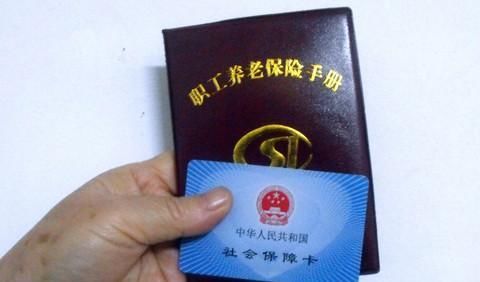 职工养老保险手册
中华人民共和国
社会保障卡